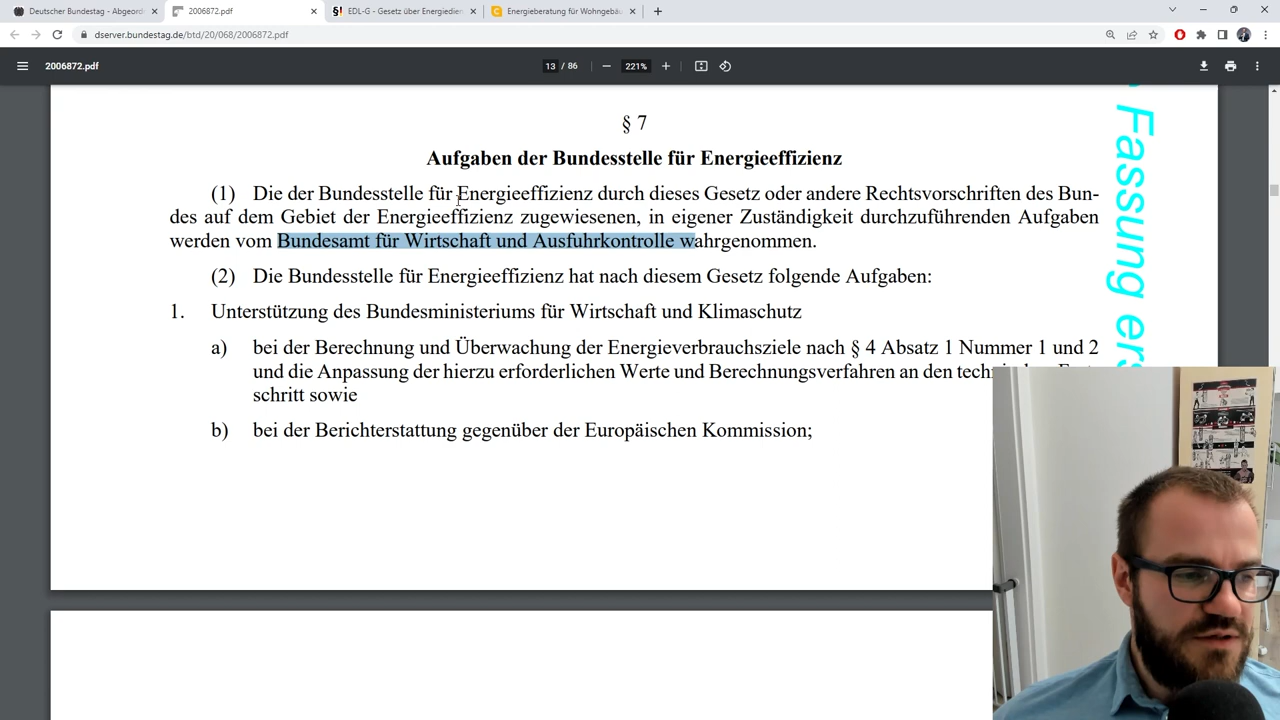 Deutscher Bundestag - Abgeord
2006872.pdf
EDL-G - Gesetz über Energiedien
Energieberatung für Wohngebäu
dserver.bundestag.de/btd/20/068/2006872.pdf
2006872.pdf
13 / 86
221%
§ 7
Aufgaben der Bundesstelle für Energieeffizienz
(1) Die der Bundesstelle für Energieeffizienz durch dieses Gesetz oder andere Rechtsvorschriften des Bun-
des auf dem Gebiet der Energieeffizienz zugewiesenen, in eigener Zuständigkeit durchzuführenden Aufgaben
werden vom Bundesamt für Wirtschaft und Ausfuhrkontrolle wahrgenommen.
(2) Die Bundesstelle für Energieeffizienz hat nach diesem Gesetz folgende Aufgaben:
1. Unterstützung des Bundesministeriums für Wirtschaft und Klimaschutz
a) bei der Berechnung und Überwachung der Energieverbrauchsziele nach § 4 Absatz 1 Nummer 1 und 2
und die Anpassung der hierzu erforderlichen Werte und Berechnungsverfahren an den
schritt sowie
b) bei der Berichterstattung gegenüber der Europäischen Kommission;
Fassung